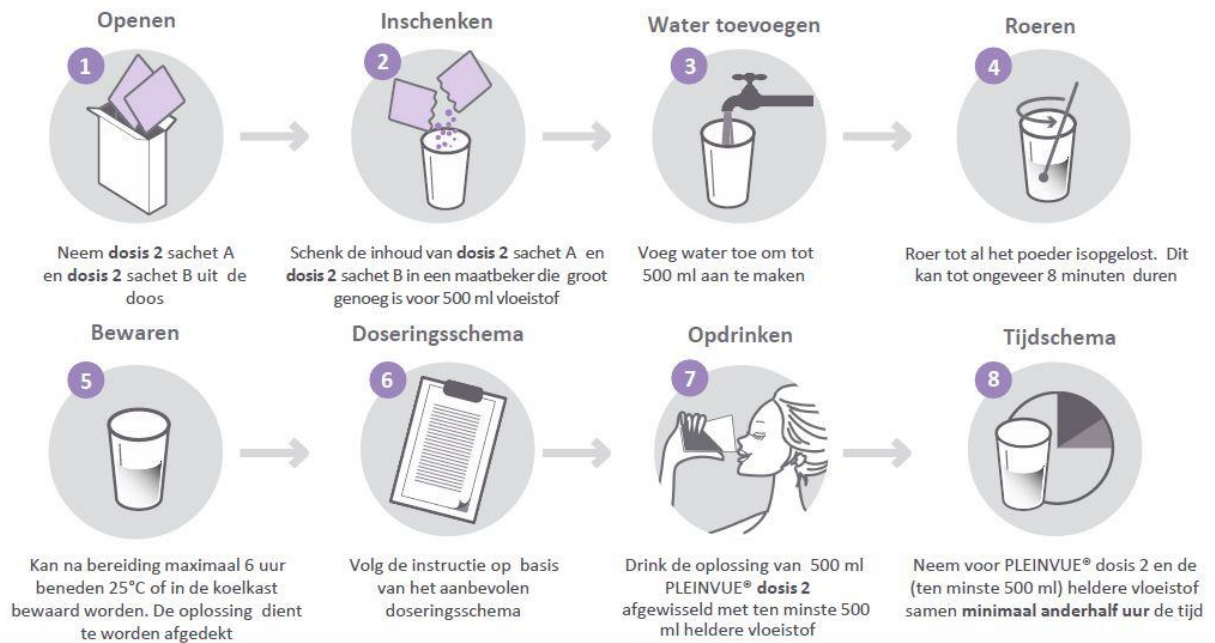 Openen
1
Neem dosis 2 sachet A
en dosis 2 sachet B uit de
doos
Inschenken
2
Schenk de inhoud van dosis 2 sachet A en
dosis 2 sachet B in een maatbeker die groot
genoeg is voor 500 ml vloeistof
Water toevoegen
3
Voeg water toe om tot
500 ml aan te maken
Roeren
4
Roer tot al het poeder isopgelost. Dit
kan tot ongeveer 8 minuten duren
Bewaren
5
Kan na bereiding maximaal 6 uur
beneden 25°C of in de koelkast
bewaard worden. De oplossing dient
te worden afgedekt
Doseringsschema
6
Volg de instructie op basis
van het aanbevolen
doseringsschema
Opdrinken
7
Drink de oplossing van 500 ml
PLEINVUE® dosis 2
afgewisseld met ten minste 500
ml heldere vloeistof
Tijdschema
8
Neem voor PLEINVUE® dosis 2 en de
(ten minste 500 ml) heldere vloeistof
samen minimaal anderhalf uur de tijd